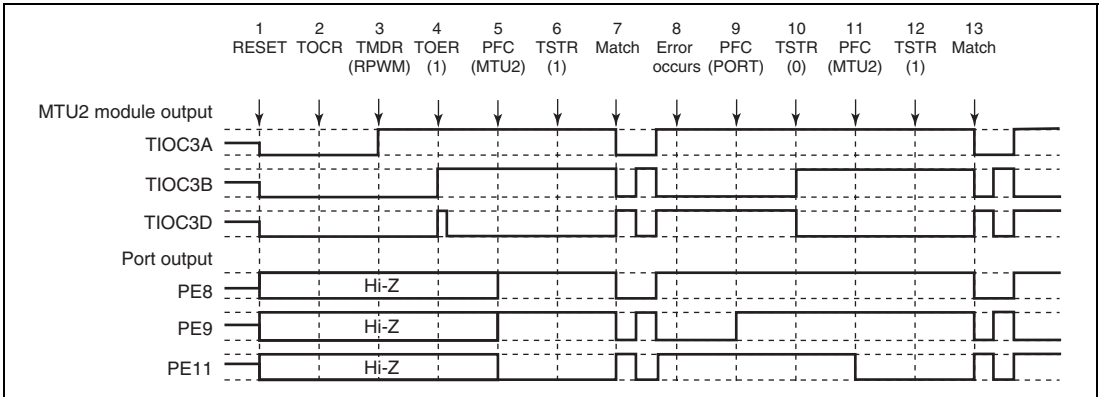 1 2 3 4 5 6 7 8 9 10 11 12 13
RESET TOCR TMDR TOER PFC TSTR Match Error PFC TSTR PFC TSTR Match
(RPWM) (1) (MTU2) (1) occurs (PORT) (0) (MTU2) (1)
MTU2 module output
TIOC3A
TIOC3B
TIOC3D
Port output
PE8 Hi-Z
PE9 Hi-Z
PE11 Hi-Z